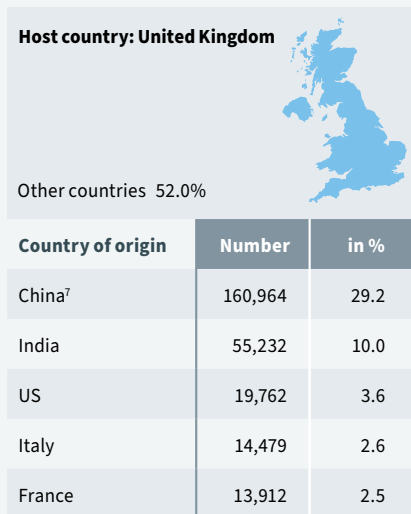 Host country: United Kingdom
Other countries 52.0%
Country of origin Number in %
China⁷ 160,964 29.2
India 55,232 10.0
US 19,762 3.6
Italy 14,479 2.6
France 13,912 2.5